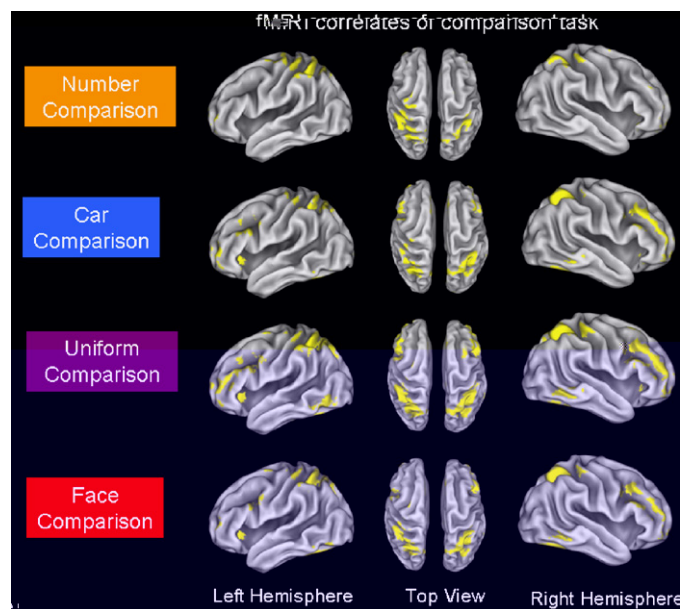 fMRI correlates of comparison task
Number
Comparison
Car
Comparison
Uniform
Comparison
Face
Comparison
Left Hemisphere
Top View
Right Hemisphere